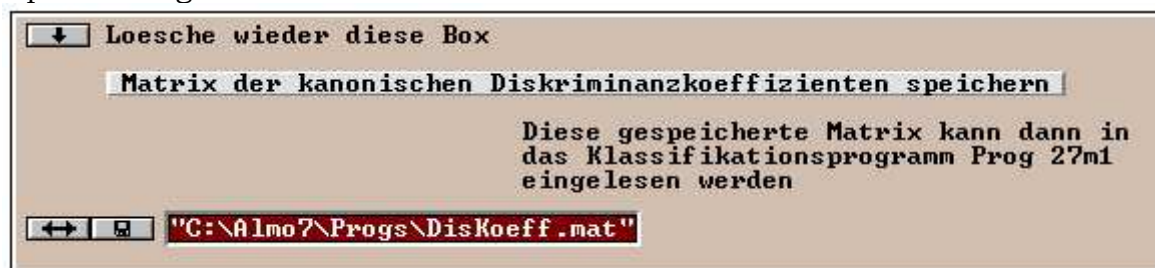 Loesche wieder diese Box
Matrix der kanonischen Diskriminanzkoeffizienten speichern
Diese gespeicherte Matrix kann dann in
das Klassifikationsprogramm Prog 27m1
eingelesen werden
"C:\Almo7\Progs\DisKoeff.mat"